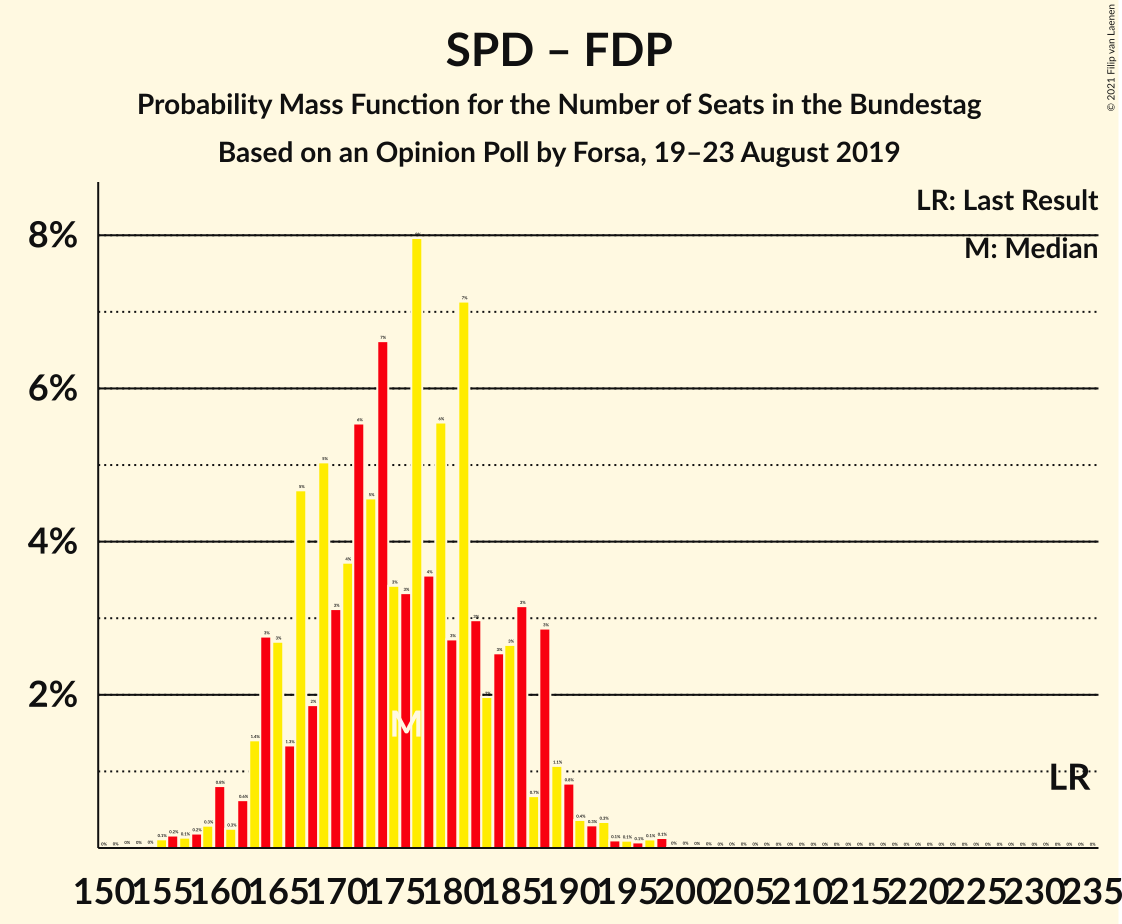 SPD – FDP
Probability Mass Function for the Number of Seats in the Bundestag
Based on an Opinion Poll by Forsa, 19–23 August 2019
© 2021 Filip van Laenen
LR: Last Result
M: Median
8%
6%
4%
2%
M
LR
150 155 160 165 170 175 180 185 190 195 200 205 210 215 220 225 230 235